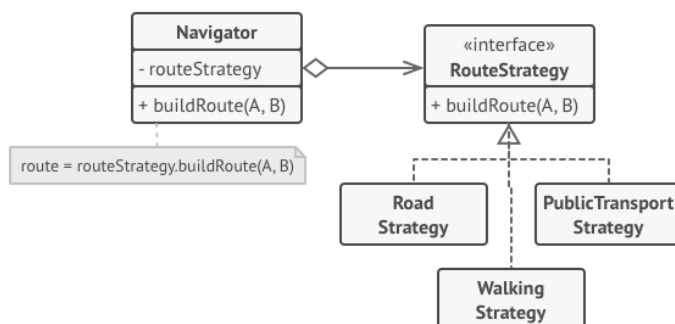 Navigator
- routeStrategy
+ buildRoute(A, B)
route = routeStrategy.buildRoute(A, B)
«interface»
RouteStrategy
+ buildRoute(A, B)
Road
Strategy
PublicTransport
Strategy
Walking
Strategy